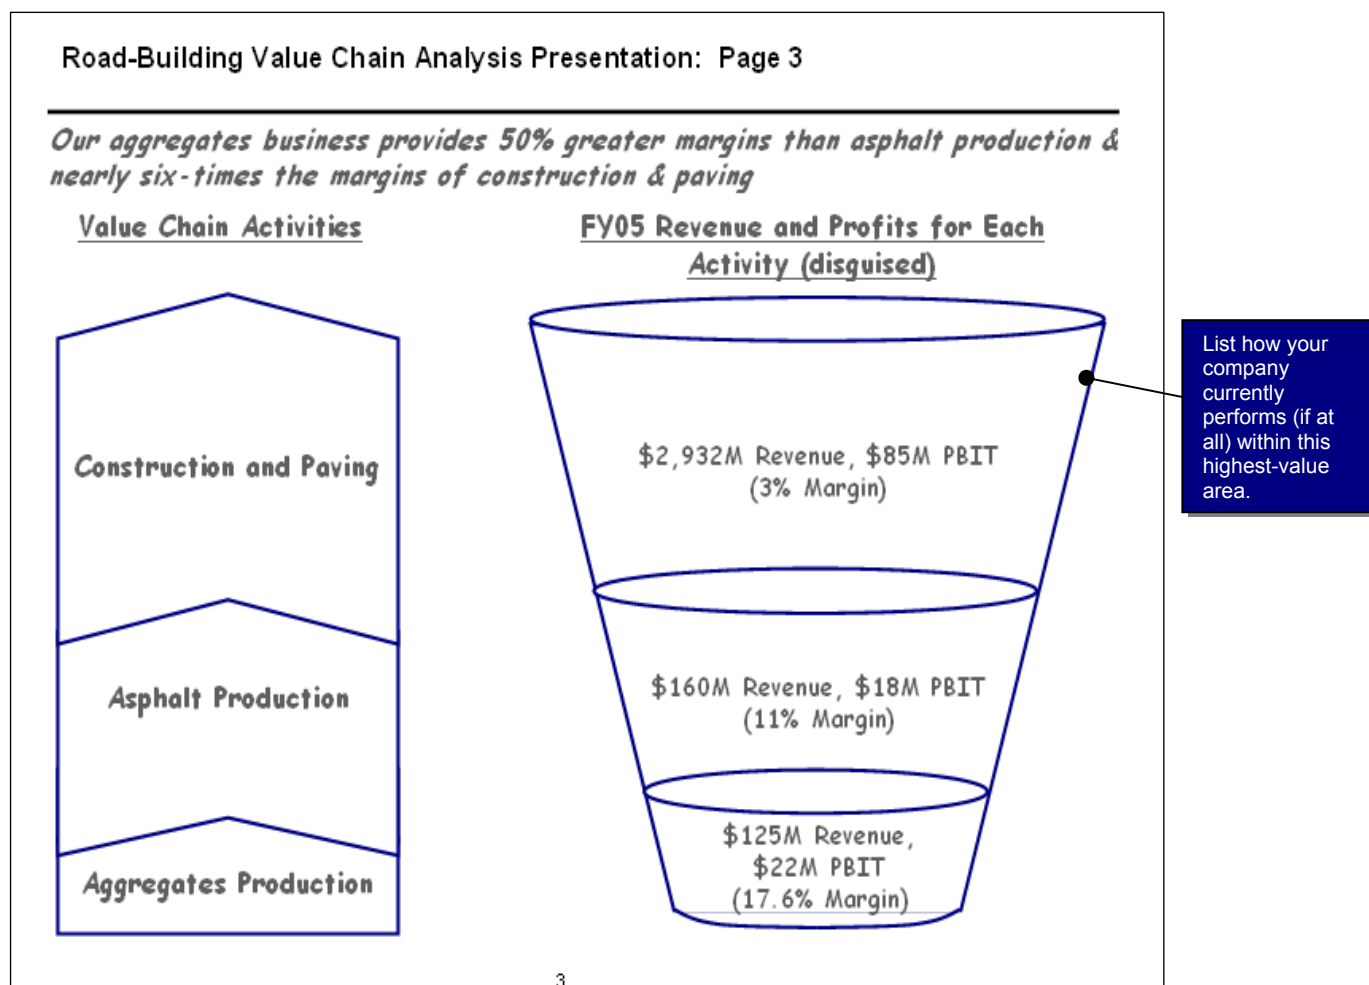 Road-Building Value Chain Analysis Presentation: Page 3
Our aggregates business provides 50% greater margins than asphalt production &
nearly six-times the margins of construction & paving
Value Chain Activities
FY05 Revenue and Profits for Each
Activity (disguised)
Construction and Paving
$2,932M Revenue, $85M PBIT
(3% Margin)
List how your
company
currently
performs (if at
all) within this
highest-value
area.
Asphalt Production
$160M Revenue, $18M PBIT
(11% Margin)
Aggregates Production
$125M Revenue,
$22M PBIT
(17.6% Margin)
3